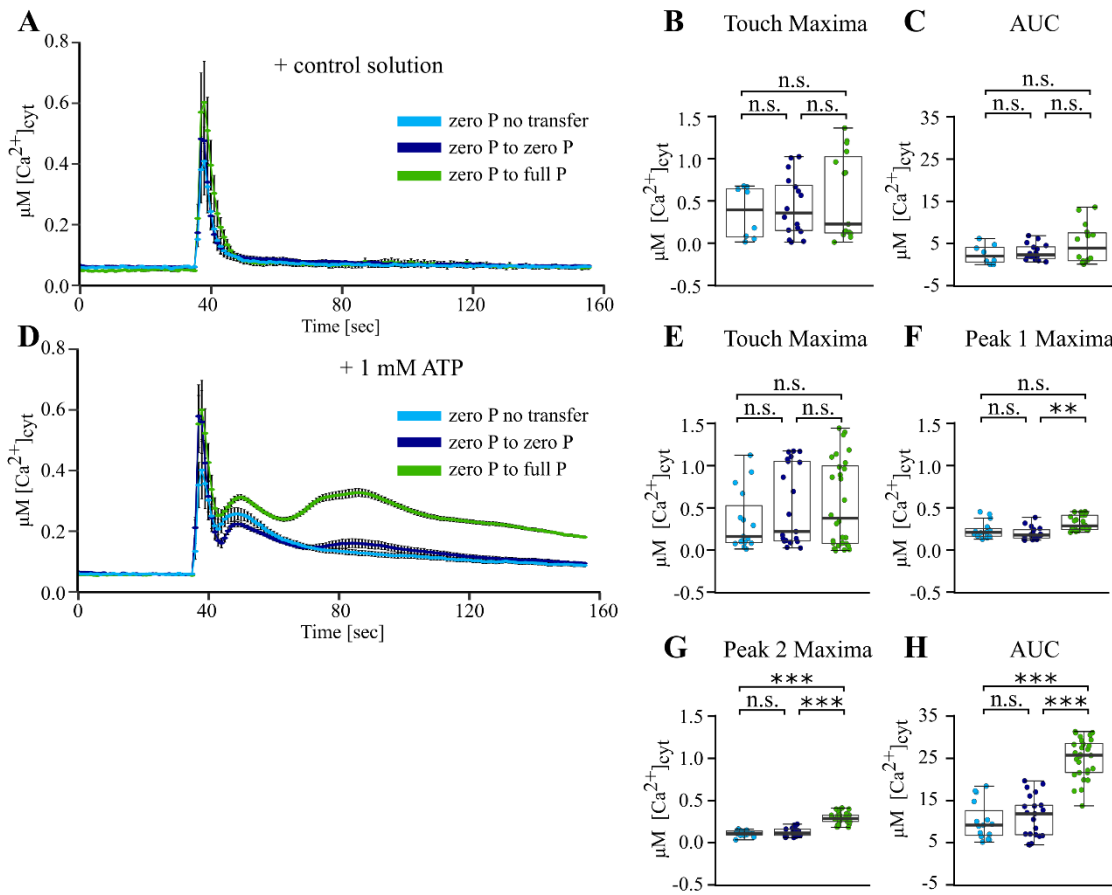 A
B Touch Maxima
C AUC
0.8
0.6
0.4
0.2
0.0
µM [Ca2+]cyt
+ control solution
zero P no transfer
zero P to zero P
zero P to full P
0 40 80 120 160
Time [sec]
n.s.
n.s. n.s.
1.5
1.0
0.5
0.0
-0.5
µM [Ca2+]cyt
n.s.
n.s. n.s.
35
25
15
5
-5
µM [Ca2+]cyt
D
E Touch Maxima
F Peak 1 Maxima
0.8
0.6
0.4
0.2
0.0
µM [Ca2+]cyt
+ 1 mM ATP
zero P no transfer
zero P to zero P
zero P to full P
0 40 80 120 160
Time [sec]
n.s.
n.s. n.s.
1.5
1.0
0.5
0.0
-0.5
µM [Ca2+]cyt
n.s.
n.s. **
1.5
1.0
0.5
0.0
-0.5
µM [Ca2+]cyt
G Peak 2 Maxima
H AUC
***
n.s. ***
1.5
1.0
0.5
0.0
-0.5
µM [Ca2+]cyt
***
n.s. ***
35
25
15
5
-5
µM [Ca2+]cyt